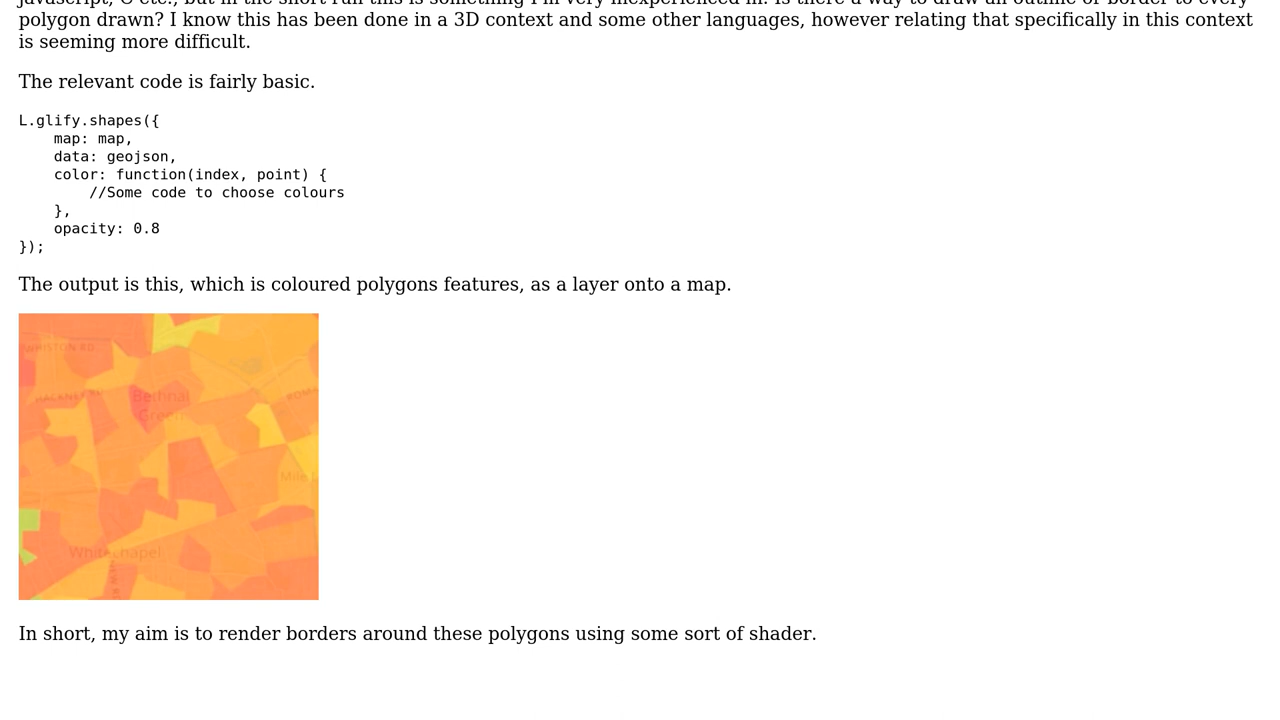 polygon drawn? I know this has been done in a 3D context and some other languages, however relating that specifically in this context
is seeming more difficult.
The relevant code is fairly basic.
L.glify.shapes({
    map: map,
    data: geojson,
    color: function(index, point) {
        //Some code to choose colours
    },
    opacity: 0.8
});
The output is this, which is coloured polygons features, as a layer onto a map.
HACKNEY RD
Bethnal
Green
Whitechapel
In short, my aim is to render borders around these polygons using some sort of shader.